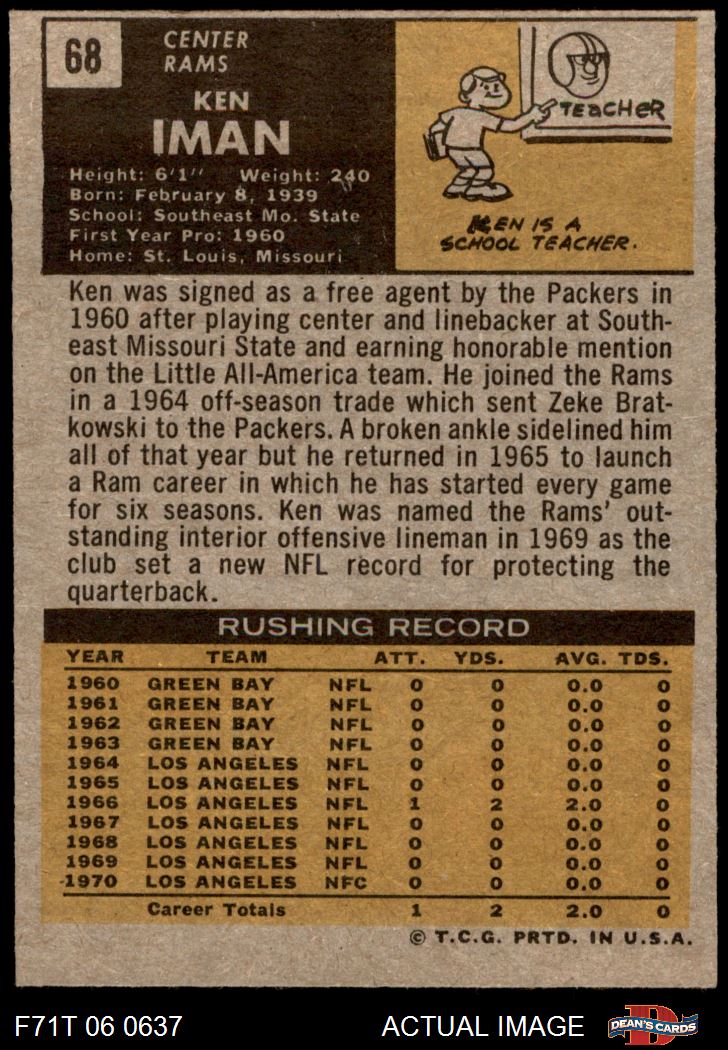 68
CENTER
RAMS
KEN
IMAN
Height: 6'1" Weight: 240
Born: February 8, 1939
School: Southeast Mo. State
First Year Pro: 1960
Home: St. Louis, Missouri
TEACHER
KEN IS A
SCHOOL TEACHER.
Ken was signed as a free agent by the Packers in
1960 after playing center and linebacker at South-
east Missouri State and earning honorable mention
on the Little All-America team. He joined the Rams
in a 1964 off-season trade which sent Zeke Brat-
kowski to the Packers. A broken ankle sidelined him
all of that year but he returned in 1965 to launch
a Ram career in which he has started every game
for six seasons. Ken was named the Rams' out-
standing interior offensive lineman in 1969 as the
club set a new NFL record for protecting the
quarterback.
RUSHING RECORD
YEAR TEAM ATT. YDS. AVG. TDS.
1960 GREEN BAY NFL 0 0 0.0 0
1961 GREEN BAY NFL 0 0 0.0 0
1962 GREEN BAY NFL 0 0 0.0 0
1963 GREEN BAY NFL 0 0 0.0 0
1964 LOS ANGELES NFL 0 0 0.0 0
1965 LOS ANGELES NFL 0 0 0.0 0
1966 LOS ANGELES NFL 1 2 2.0 0
1967 LOS ANGELES NFL 0 0 0.0 0
1968 LOS ANGELES NFL 0 0 0.0 0
1969 LOS ANGELES NFL 0 0 0.0 0
1970 LOS ANGELES NFC 0 0 0.0 0
Career Totals 1 2 2.0 0
© T.C.G. PRTD. IN U.S.A.
F71T 06 0637 ACTUAL IMAGE DEAN'S CARDS